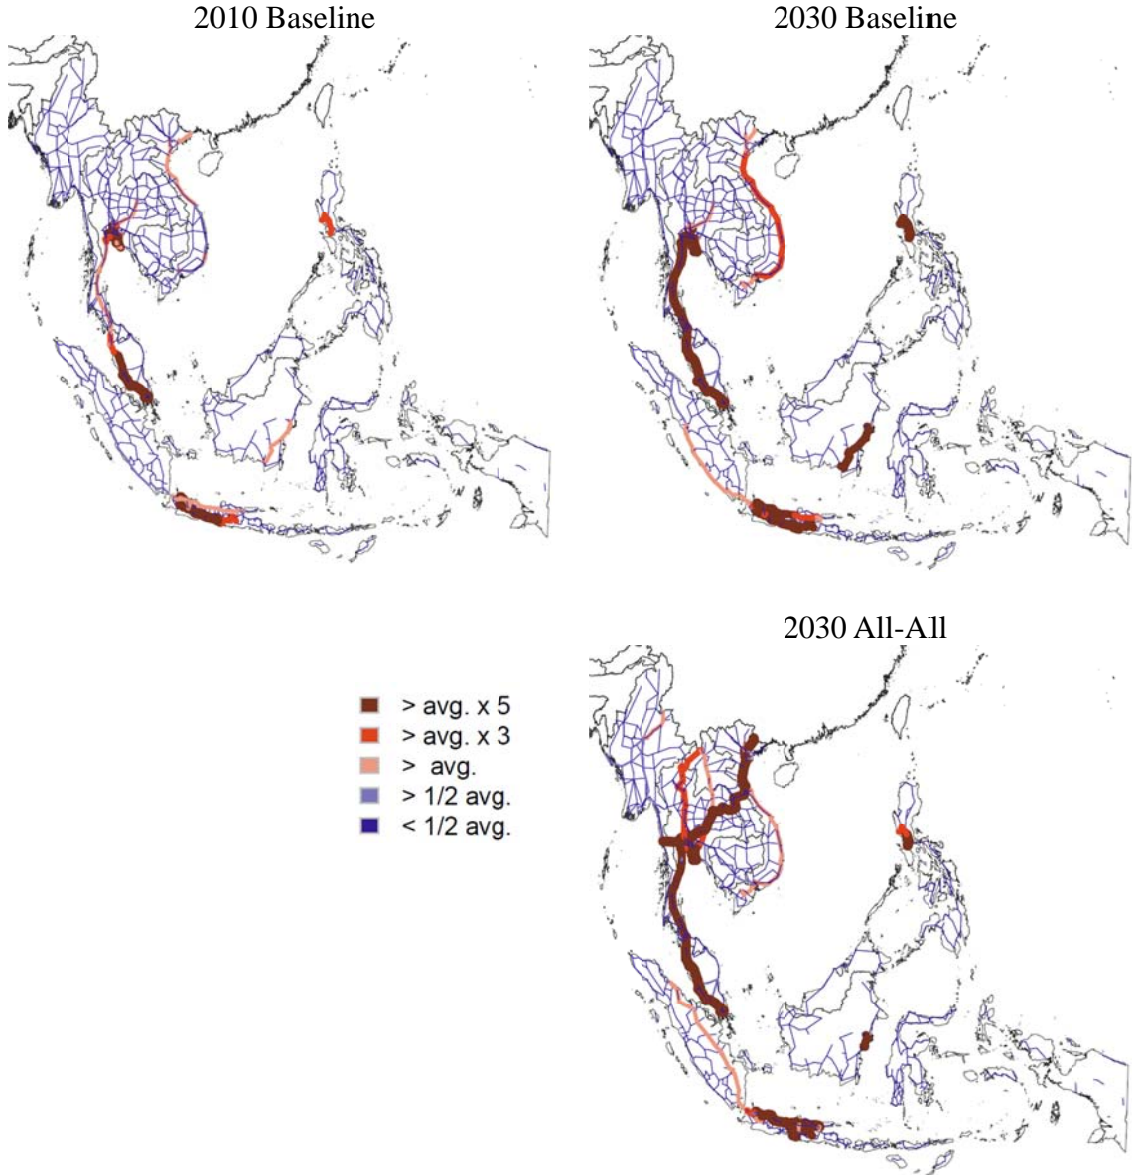 2010 Baseline
2030 Baseline
2030 All-All
> avg. x 5
> avg. x 3
> avg.
> 1/2 avg.
< 1/2 avg.